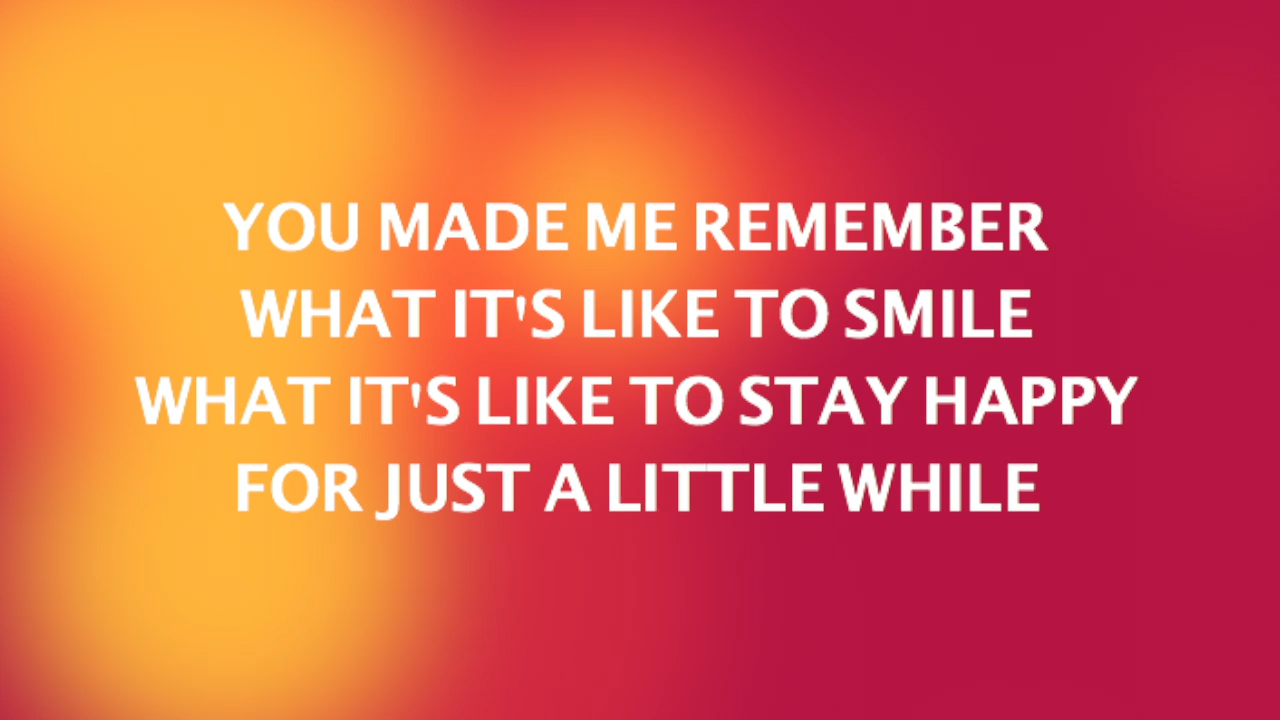 YOU MADE ME REMEMBER
WHAT IT'S LIKE TO SMILE
WHAT IT'S LIKE TO STAY HAPPY
FOR JUST A LITTLE WHILE